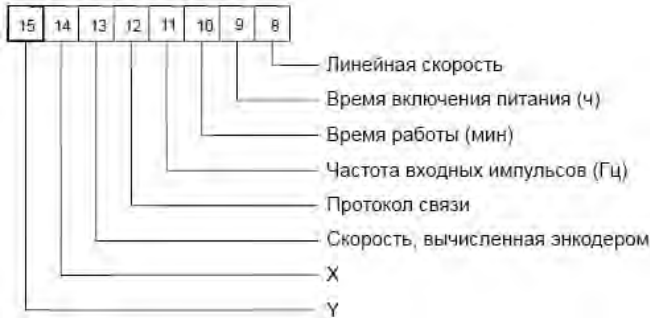 15 14 13 12 11 10 9 8
Линейная скорость
Время включения питания (ч)
Время работы (мин)
Частота входных импульсов (Гц)
Протокол связи
Скорость, вычисленная энкодером
X
Y